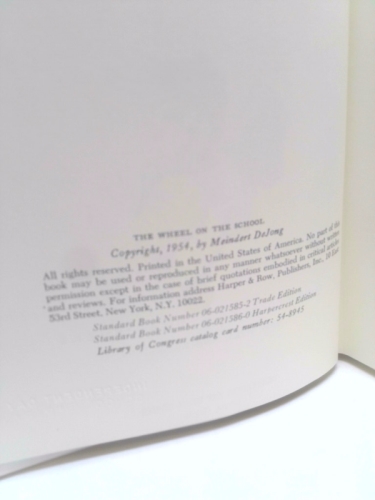 THE WHEEL ON THE SCHOOL
Copyright, 1954, by Meindert DeJong
All rights reserved. Printed in the United States of America. No part of this
book may be used or reproduced in any manner whatsoever without written
permission except in the case of brief quotations embodied in critical articles
and reviews. For information address Harper & Row, Publishers, Inc., 10 East
53rd Street, New York, N.Y. 10022.
Standard Book Number 06-021585-2 Trade Edition
Standard Book Number 06-021586-0 Harpercrest Edition
Library of Congress catalog card number: 54-8945